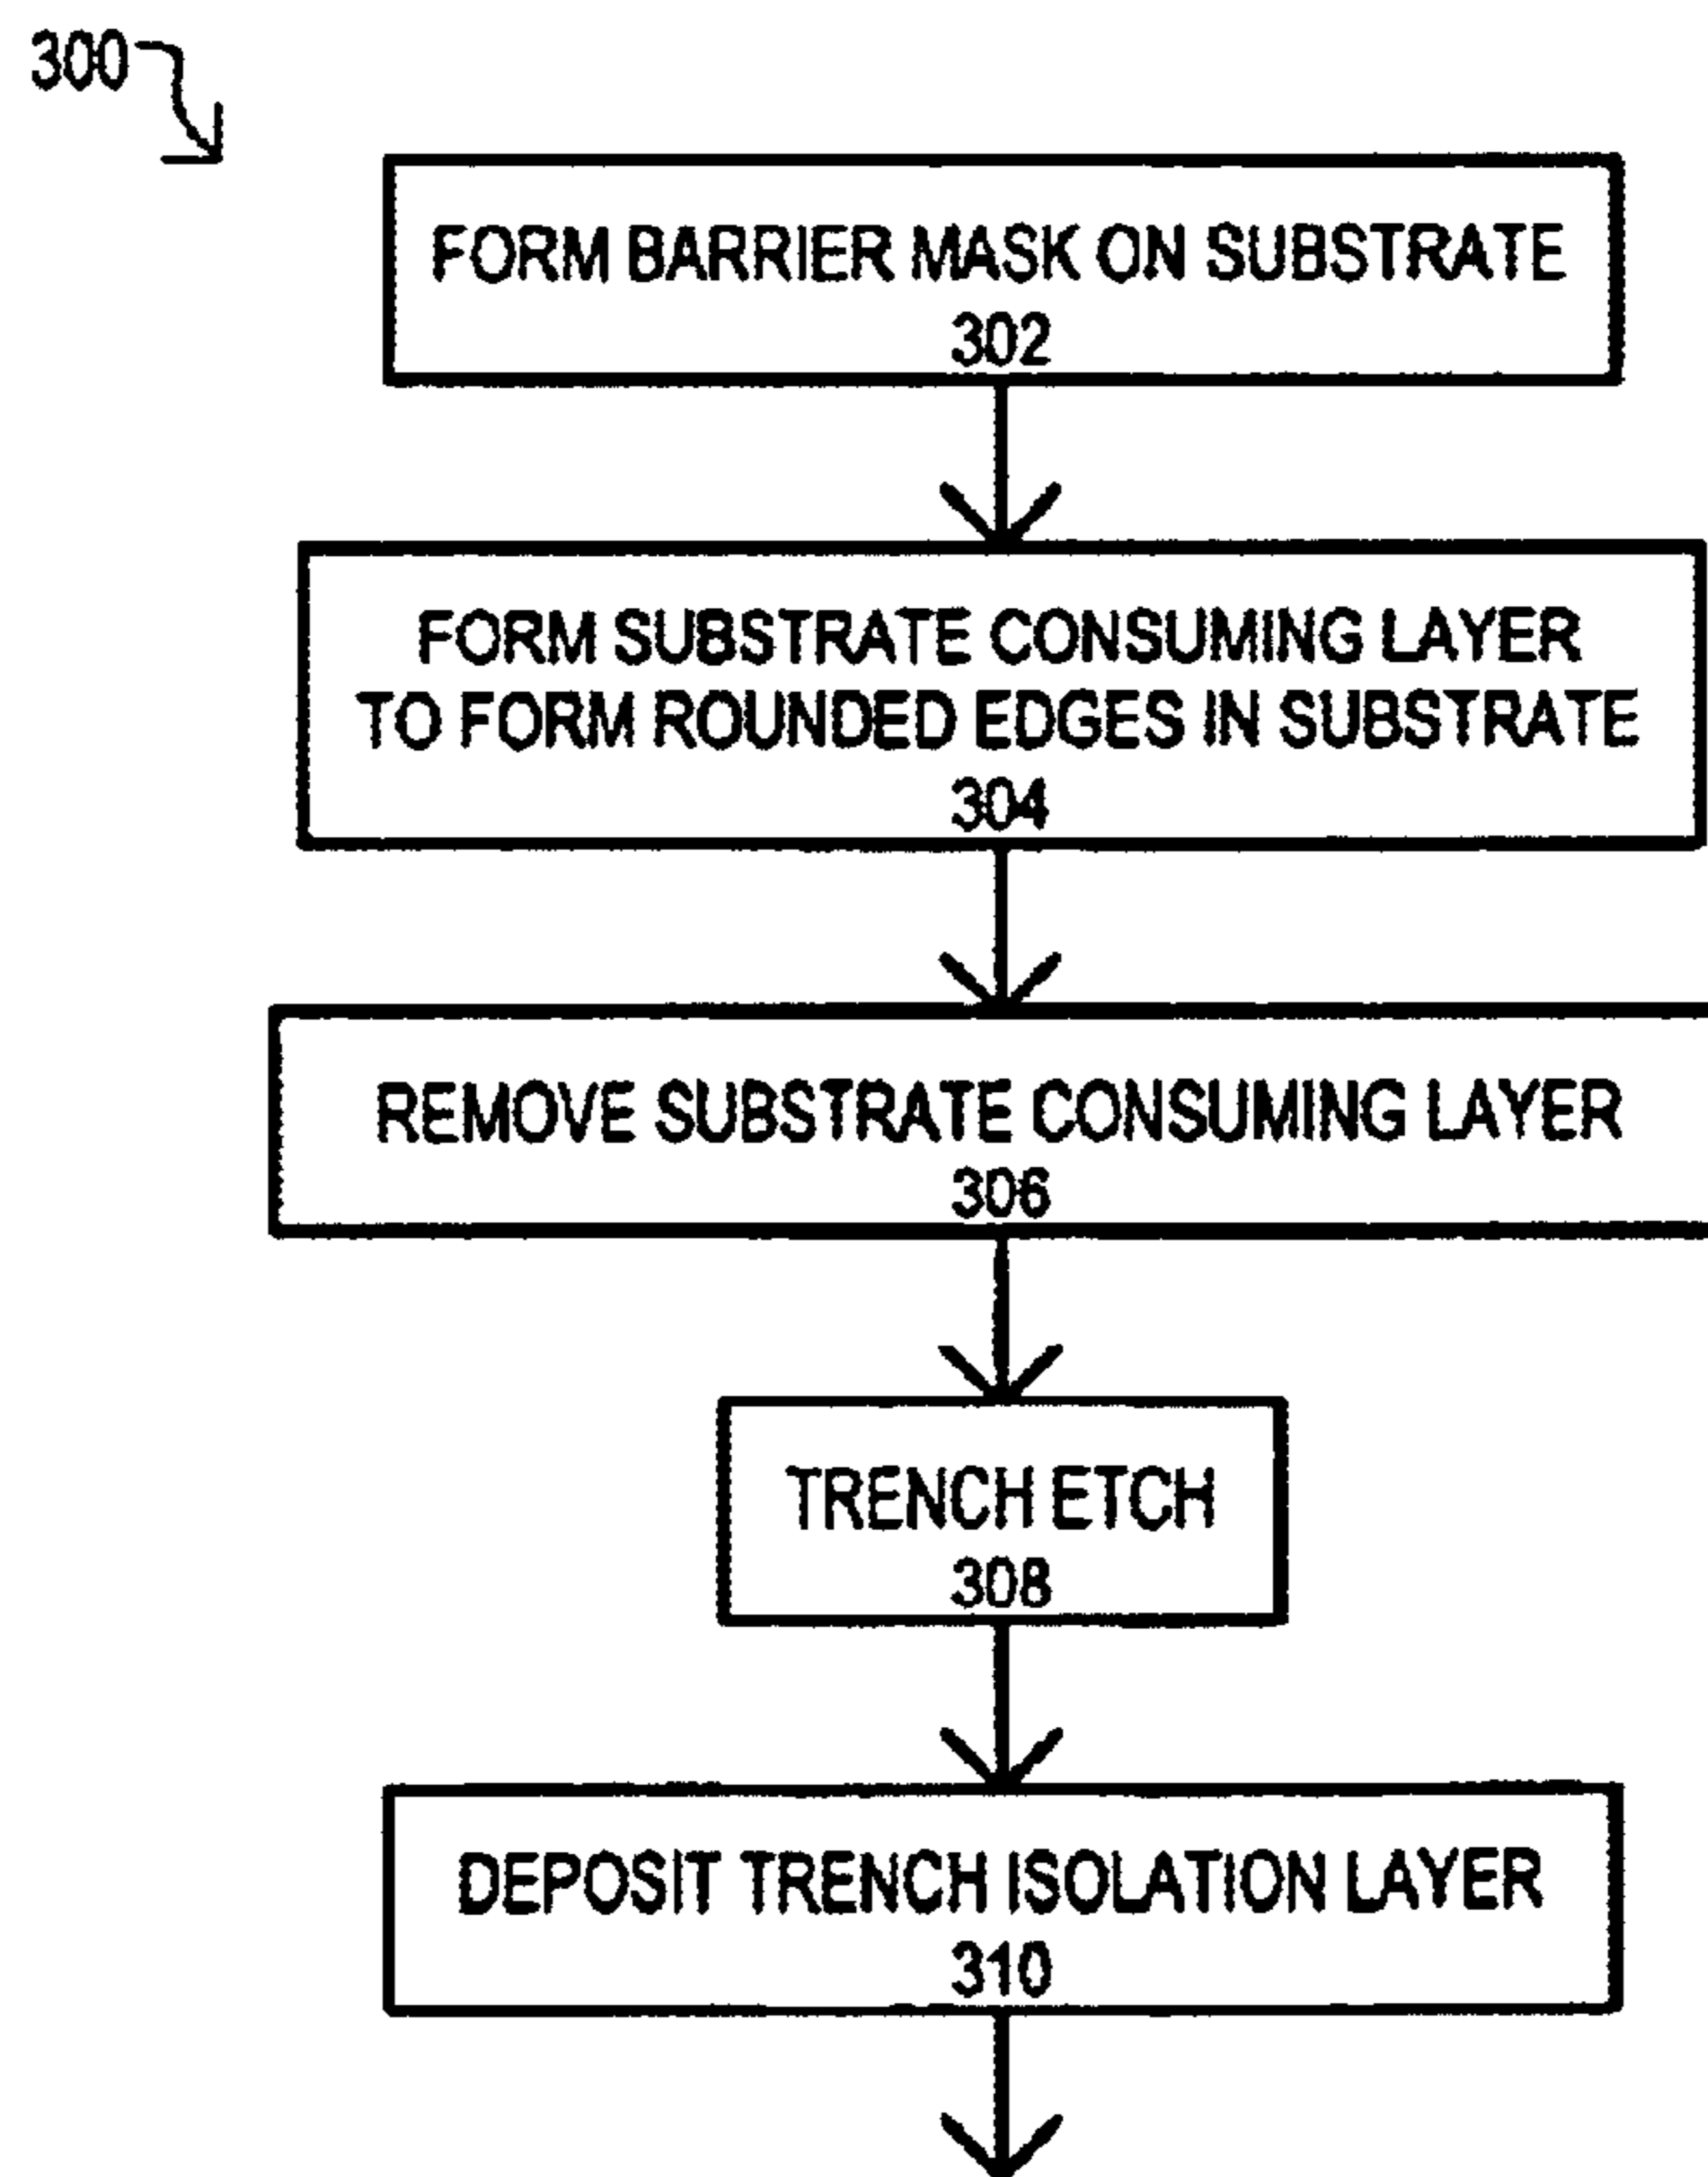 300
FORM BARRIER MASK ON SUBSTRATE
302
FORM SUBSTRATE CONSUMING LAYER
TO FORM ROUNDED EDGES IN SUBSTRATE
304
REMOVE SUBSTRATE CONSUMING LAYER
306
TRENCH ETCH
308
DEPOSIT TRENCH ISOLATION LAYER
310